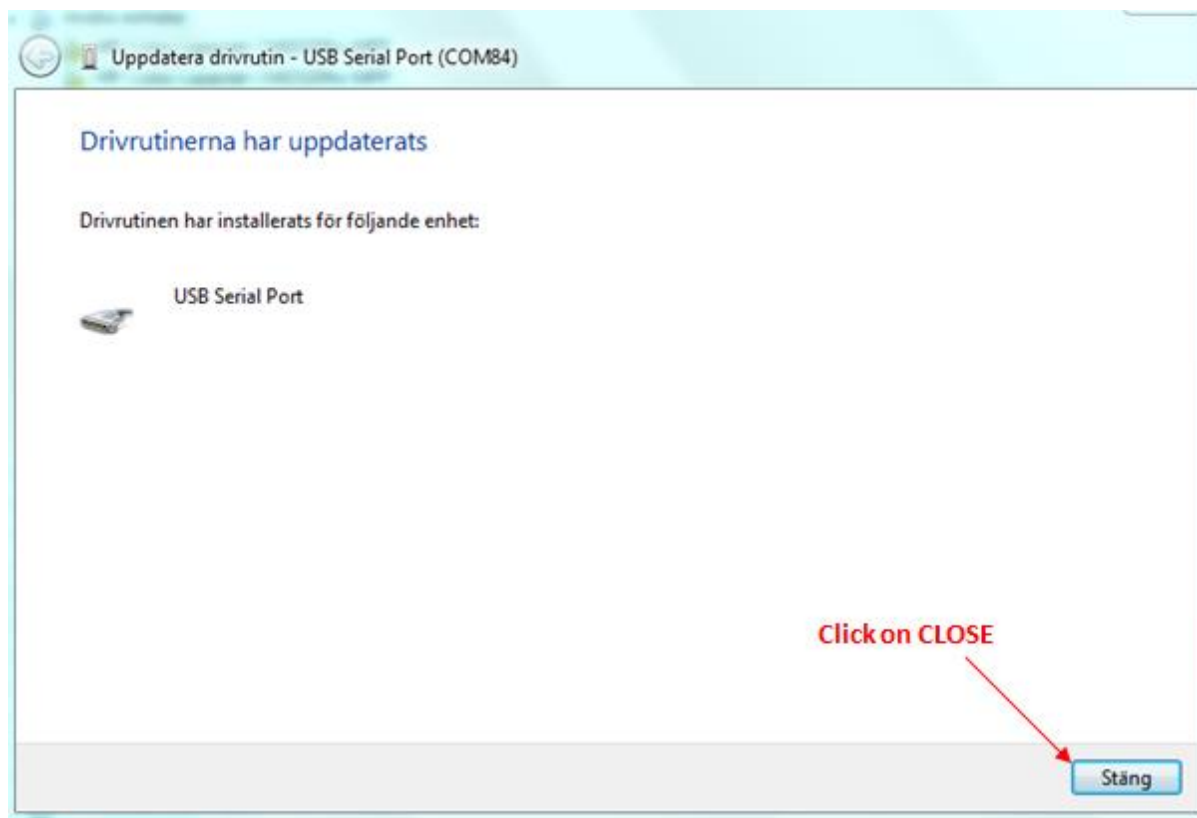 Uppdatera drivrutin - USB Serial Port (COM84)
Drivrutinerna har uppdaterats
Drivrutinen har installerats för följande enhet:
USB Serial Port
Click on CLOSE
Stäng